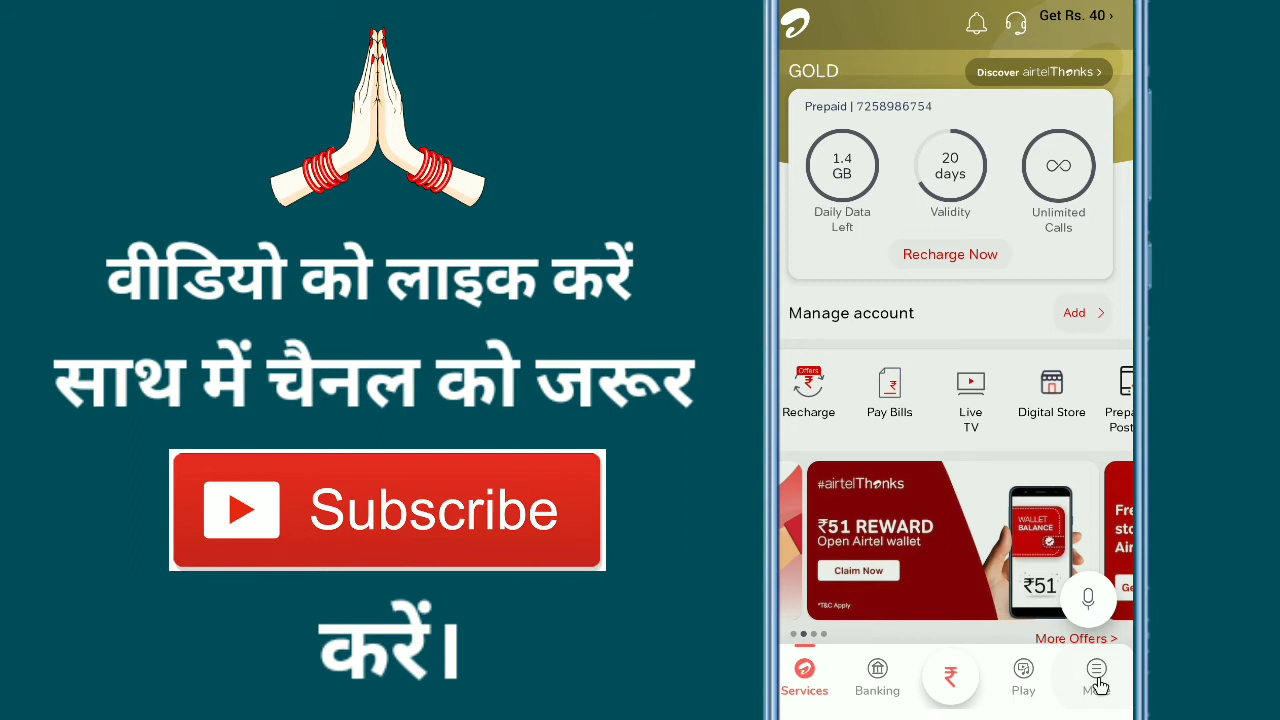 वीडियो को लाइक करें
साथ में चैनल को जरूर
Subscribe
करें।
Get Rs. 40 ›
GOLD
Discover airtelThanks >
Prepaid | 7258986754
1.4 GB
Daily Data Left
20 days
Validity
Unlimited Calls
Recharge Now
Manage account
Add >
Offers
Recharge
Pay Bills
Live TV
Digital Store
#airtelThanks
₹51 REWARD
Open Airtel wallet
Claim Now
*T&C Apply
WALLET BALANCE
₹51
More Offers >
Services
Banking
₹
Play